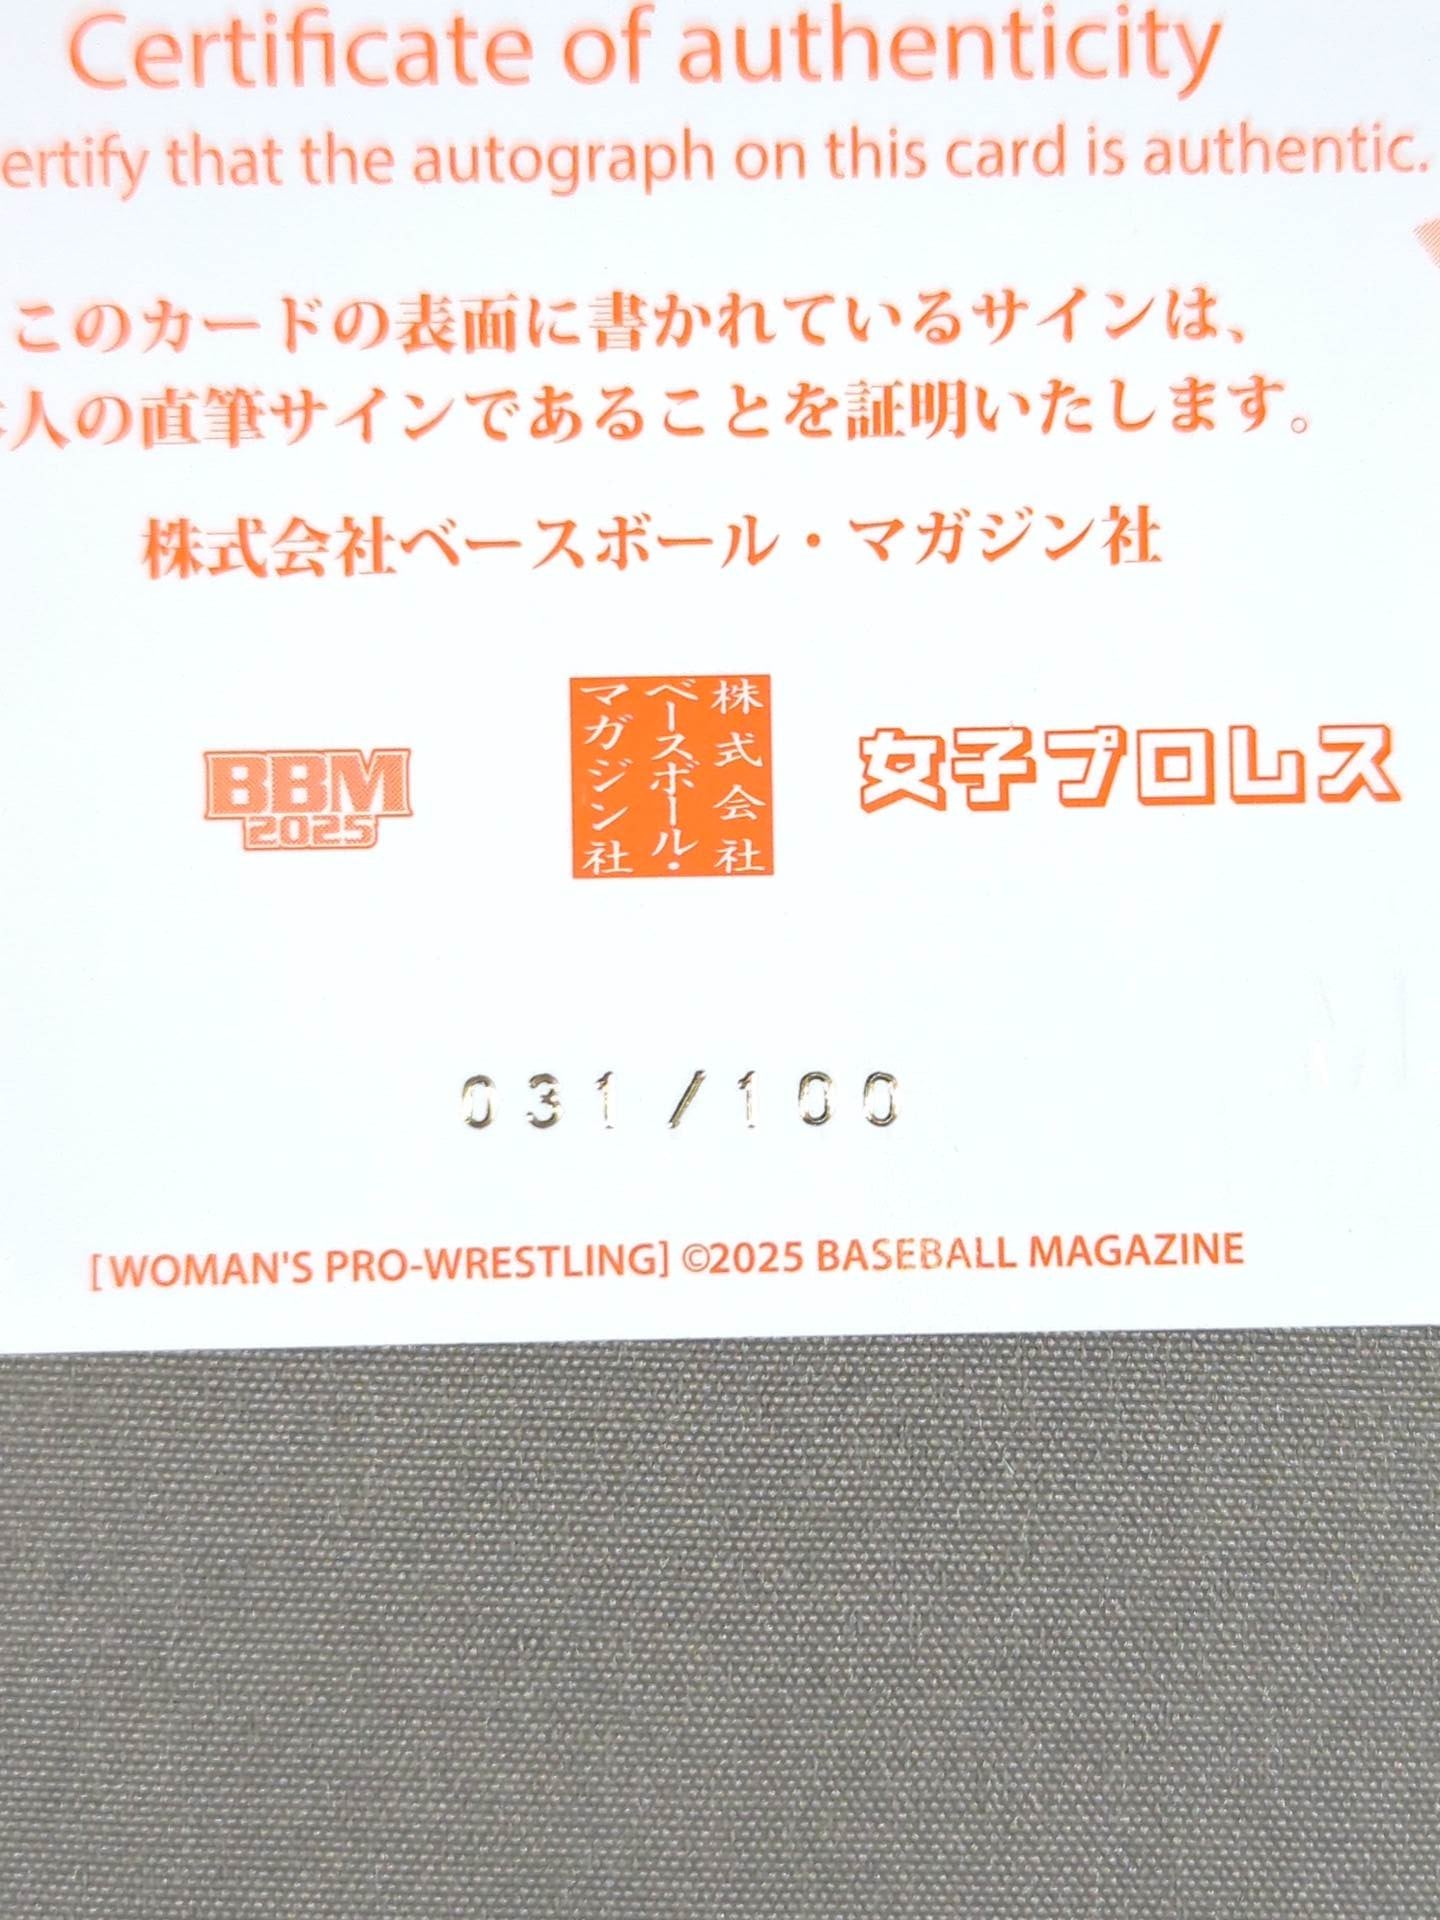 Certificate of authenticity
ertify that the autograph on this card is authentic.
このカードの表面に書かれているサインは、
本人の直筆サインであることを証明いたします。
株式会社ベースボール・マガジン社
BBM
2025
株式会社
ベースボール・
マガジン社
女子プロレス
031/100
[WOMAN'S PRO-WRESTLING] ©2025 BASEBALL MAGAZINE